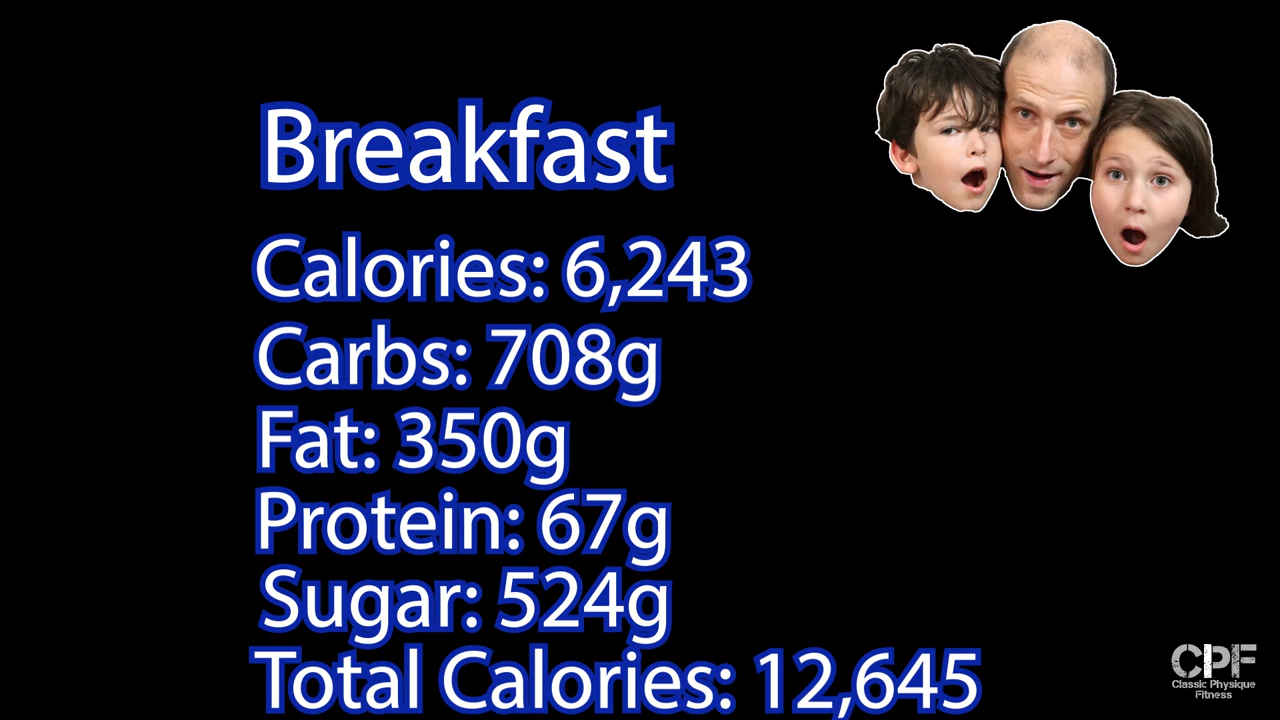 Breakfast
Calories: 6,243
Carbs: 708g
Fat: 350g
Protein: 67g
Sugar: 524g
Total Calories: 12,645
CPF
Classic Physique
Fitness